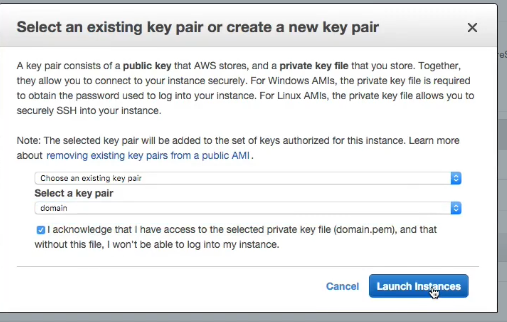 Select an existing key pair or create a new key pair
A key pair consists of a public key that AWS stores, and a private key file that you store. Together,
they allow you to connect to your instance securely. For Windows AMIs, the private key file is required
to obtain the password used to log into your instance. For Linux AMIs, the private key file allows you to
securely SSH into your instance.
Note: The selected key pair will be added to the set of keys authorized for this instance. Learn more
about removing existing key pairs from a public AMI.
Choose an existing key pair
Select a key pair
domain
I acknowledge that I have access to the selected private key file (domain.pem), and that
without this file, I won't be able to log into my instance.
Cancel Launch Instances